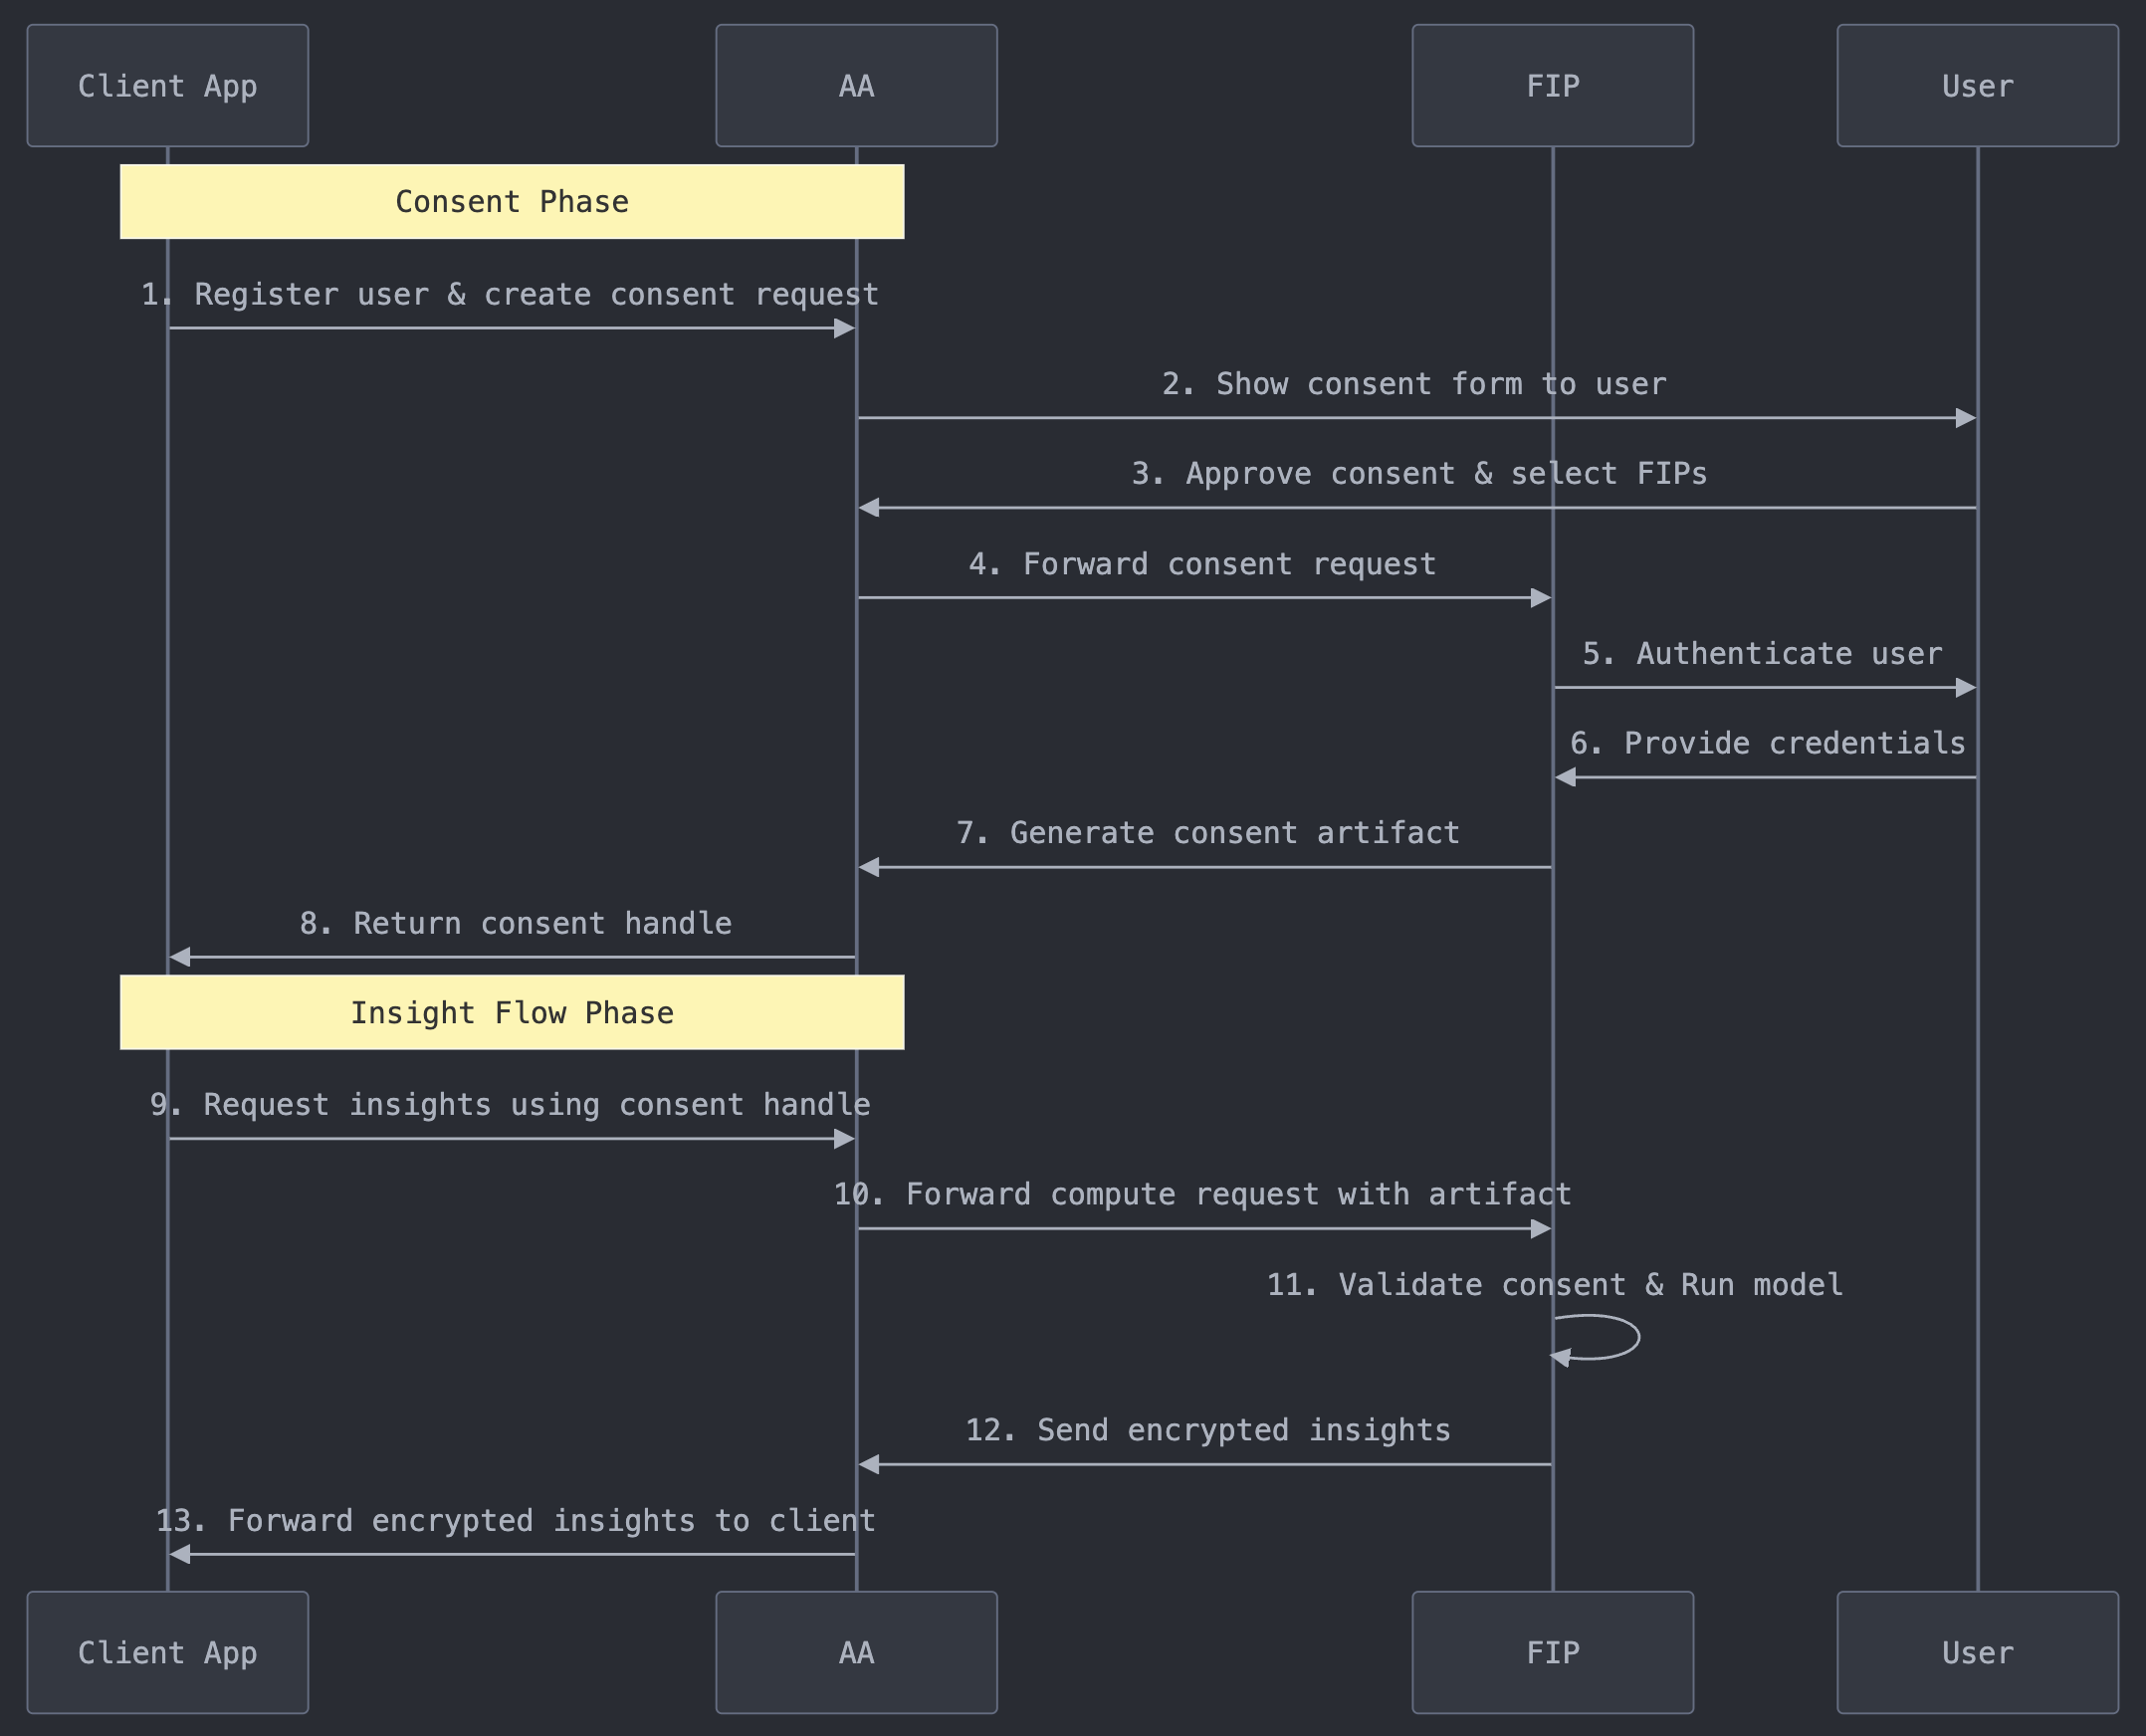 Client App
AA
FIP
User
Consent Phase
1. Register user & create consent request
2. Show consent form to user
3. Approve consent & select FIPs
4. Forward consent request
5. Authenticate user
6. Provide credentials
7. Generate consent artifact
8. Return consent handle
Insight Flow Phase
9. Request insights using consent handle
10. Forward compute request with artifact
11. Validate consent & Run model
12. Send encrypted insights
13. Forward encrypted insights to client
Client App
AA
FIP
User